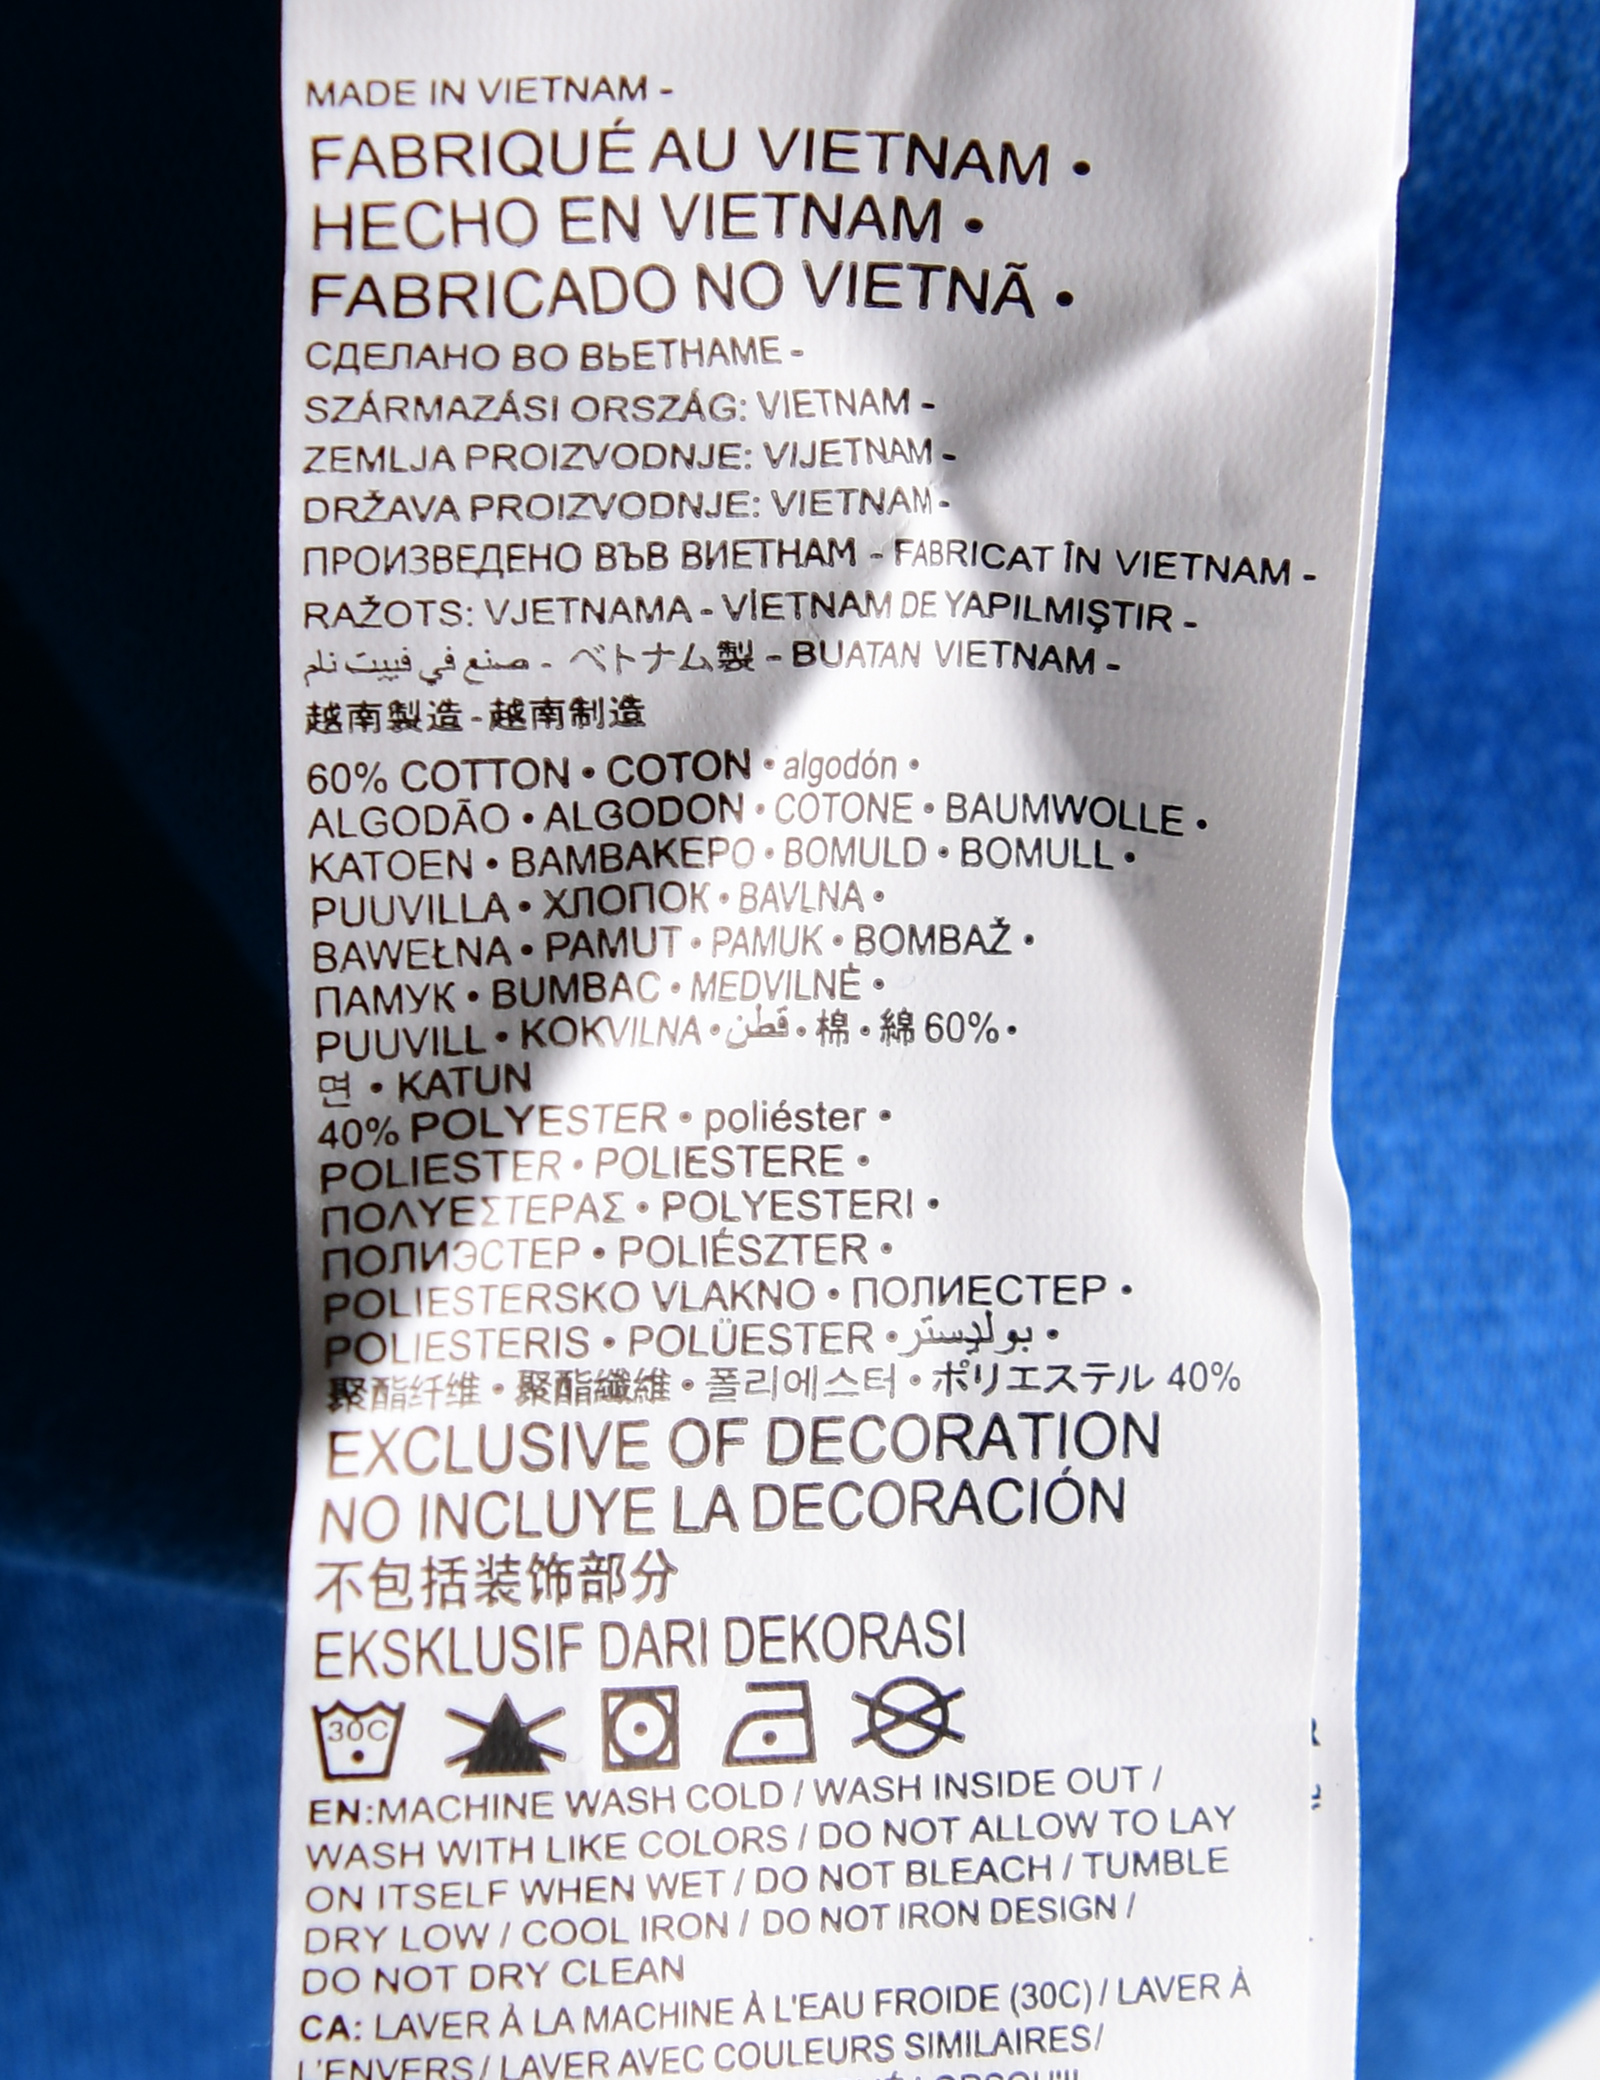 MADE IN VIETNAM -
FABRIQUÉ AU VIETNAM •
HECHO EN VIETNAM •
FABRICADO NO VIETNÃ •
СДЕЛАНО ВО ВЬЕТНАМЕ -
SZÁRMAZÁSI ORSZÁG: VIETNAM -
ZEMLJA PROIZVODNJE: VIJETNAM -
DRŽAVA PROIZVODNJE: VIETNAM -
ПРОИЗВЕДЕНО ВЪВ ВИЕТНАМ - FABRICAT ÎN VIETNAM -
RAŽOTS: VJETNAMA - VİETNAM DE YAPILMIŞTIR -
صنع في فييت نام - ベトナム製 - BUATAN VIETNAM -
越南製造 - 越南制造
60% COTTON • COTON • algodón •
ALGODÃO • ALGODON • COTONE • BAUMWOLLE •
KATOEN • ΒΑΜΒΑΚΕΡΟ • BOMULD • BOMULL •
PUUVILLA • ХЛОПОК • BAVLNA •
BAWEŁNA • PAMUT • PAMUK • BOMBAŽ •
ПАМУК • BUMBAC • MEDVILNĖ •
PUUVILL • KOKVILNA • قطن • 棉 • 綿 60% •
면 • KATUN
40% POLYESTER • poliéster •
POLIESTER • POLIESTERE •
ΠΟΛΥΕΣΤΕΡΑΣ • POLYESTERI •
ПОЛИЭСТЕР • POLIÉSZTER •
POLIESTERSKO VLAKNO • ПОЛИЕСТЕР •
POLIESTERIS • POLÜESTER • بوليستر •
聚酯纤维 • 聚酯纖維 • 폴리에스터 • ポリエステル 40%
EXCLUSIVE OF DECORATION
NO INCLUYE LA DECORACIÓN
不包括装饰部分
EKSKLUSIF DARI DEKORASI
30C
EN:MACHINE WASH COLD / WASH INSIDE OUT /
WASH WITH LIKE COLORS / DO NOT ALLOW TO LAY
ON ITSELF WHEN WET / DO NOT BLEACH / TUMBLE
DRY LOW / COOL IRON / DO NOT IRON DESIGN /
DO NOT DRY CLEAN
CA: LAVER À LA MACHINE À L'EAU FROIDE (30C) / LAVER À
L'ENVERS / LAVER AVEC COULEURS SIMILAIRES/